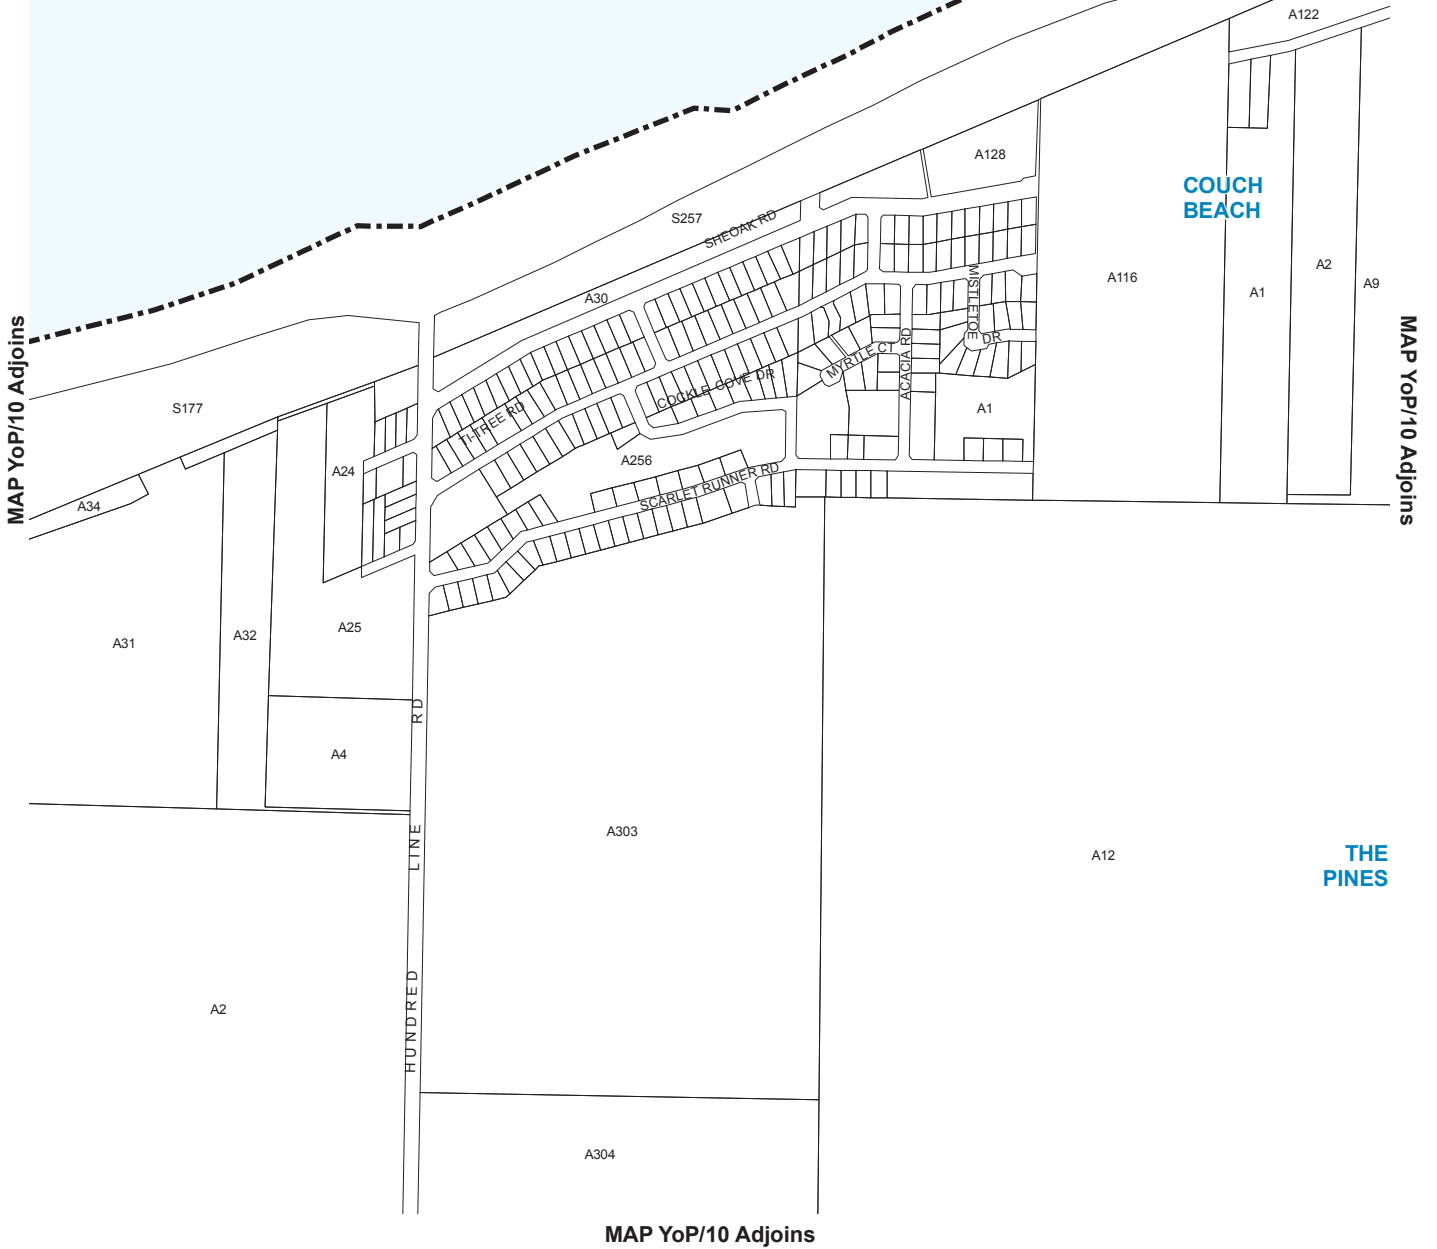 A122
A128
COUCH
BEACH
S257
SHEOAK RD
A116
A2
A9
A1
A30
MISTLETOE
DR
MAP YoP/10 Adjoins
MAP YoP/10 Adjoins
MYRTLE CT
ACACIA RD
COCKLE COVE DR
S177
TI-TREE RD
A1
A24
A256
SCARLET RUNNER RD
A34
A31
A32
A25
HUNDRED LINE RD
A4
A303
A12
THE
PINES
A2
A304
MAP YoP/10 Adjoins